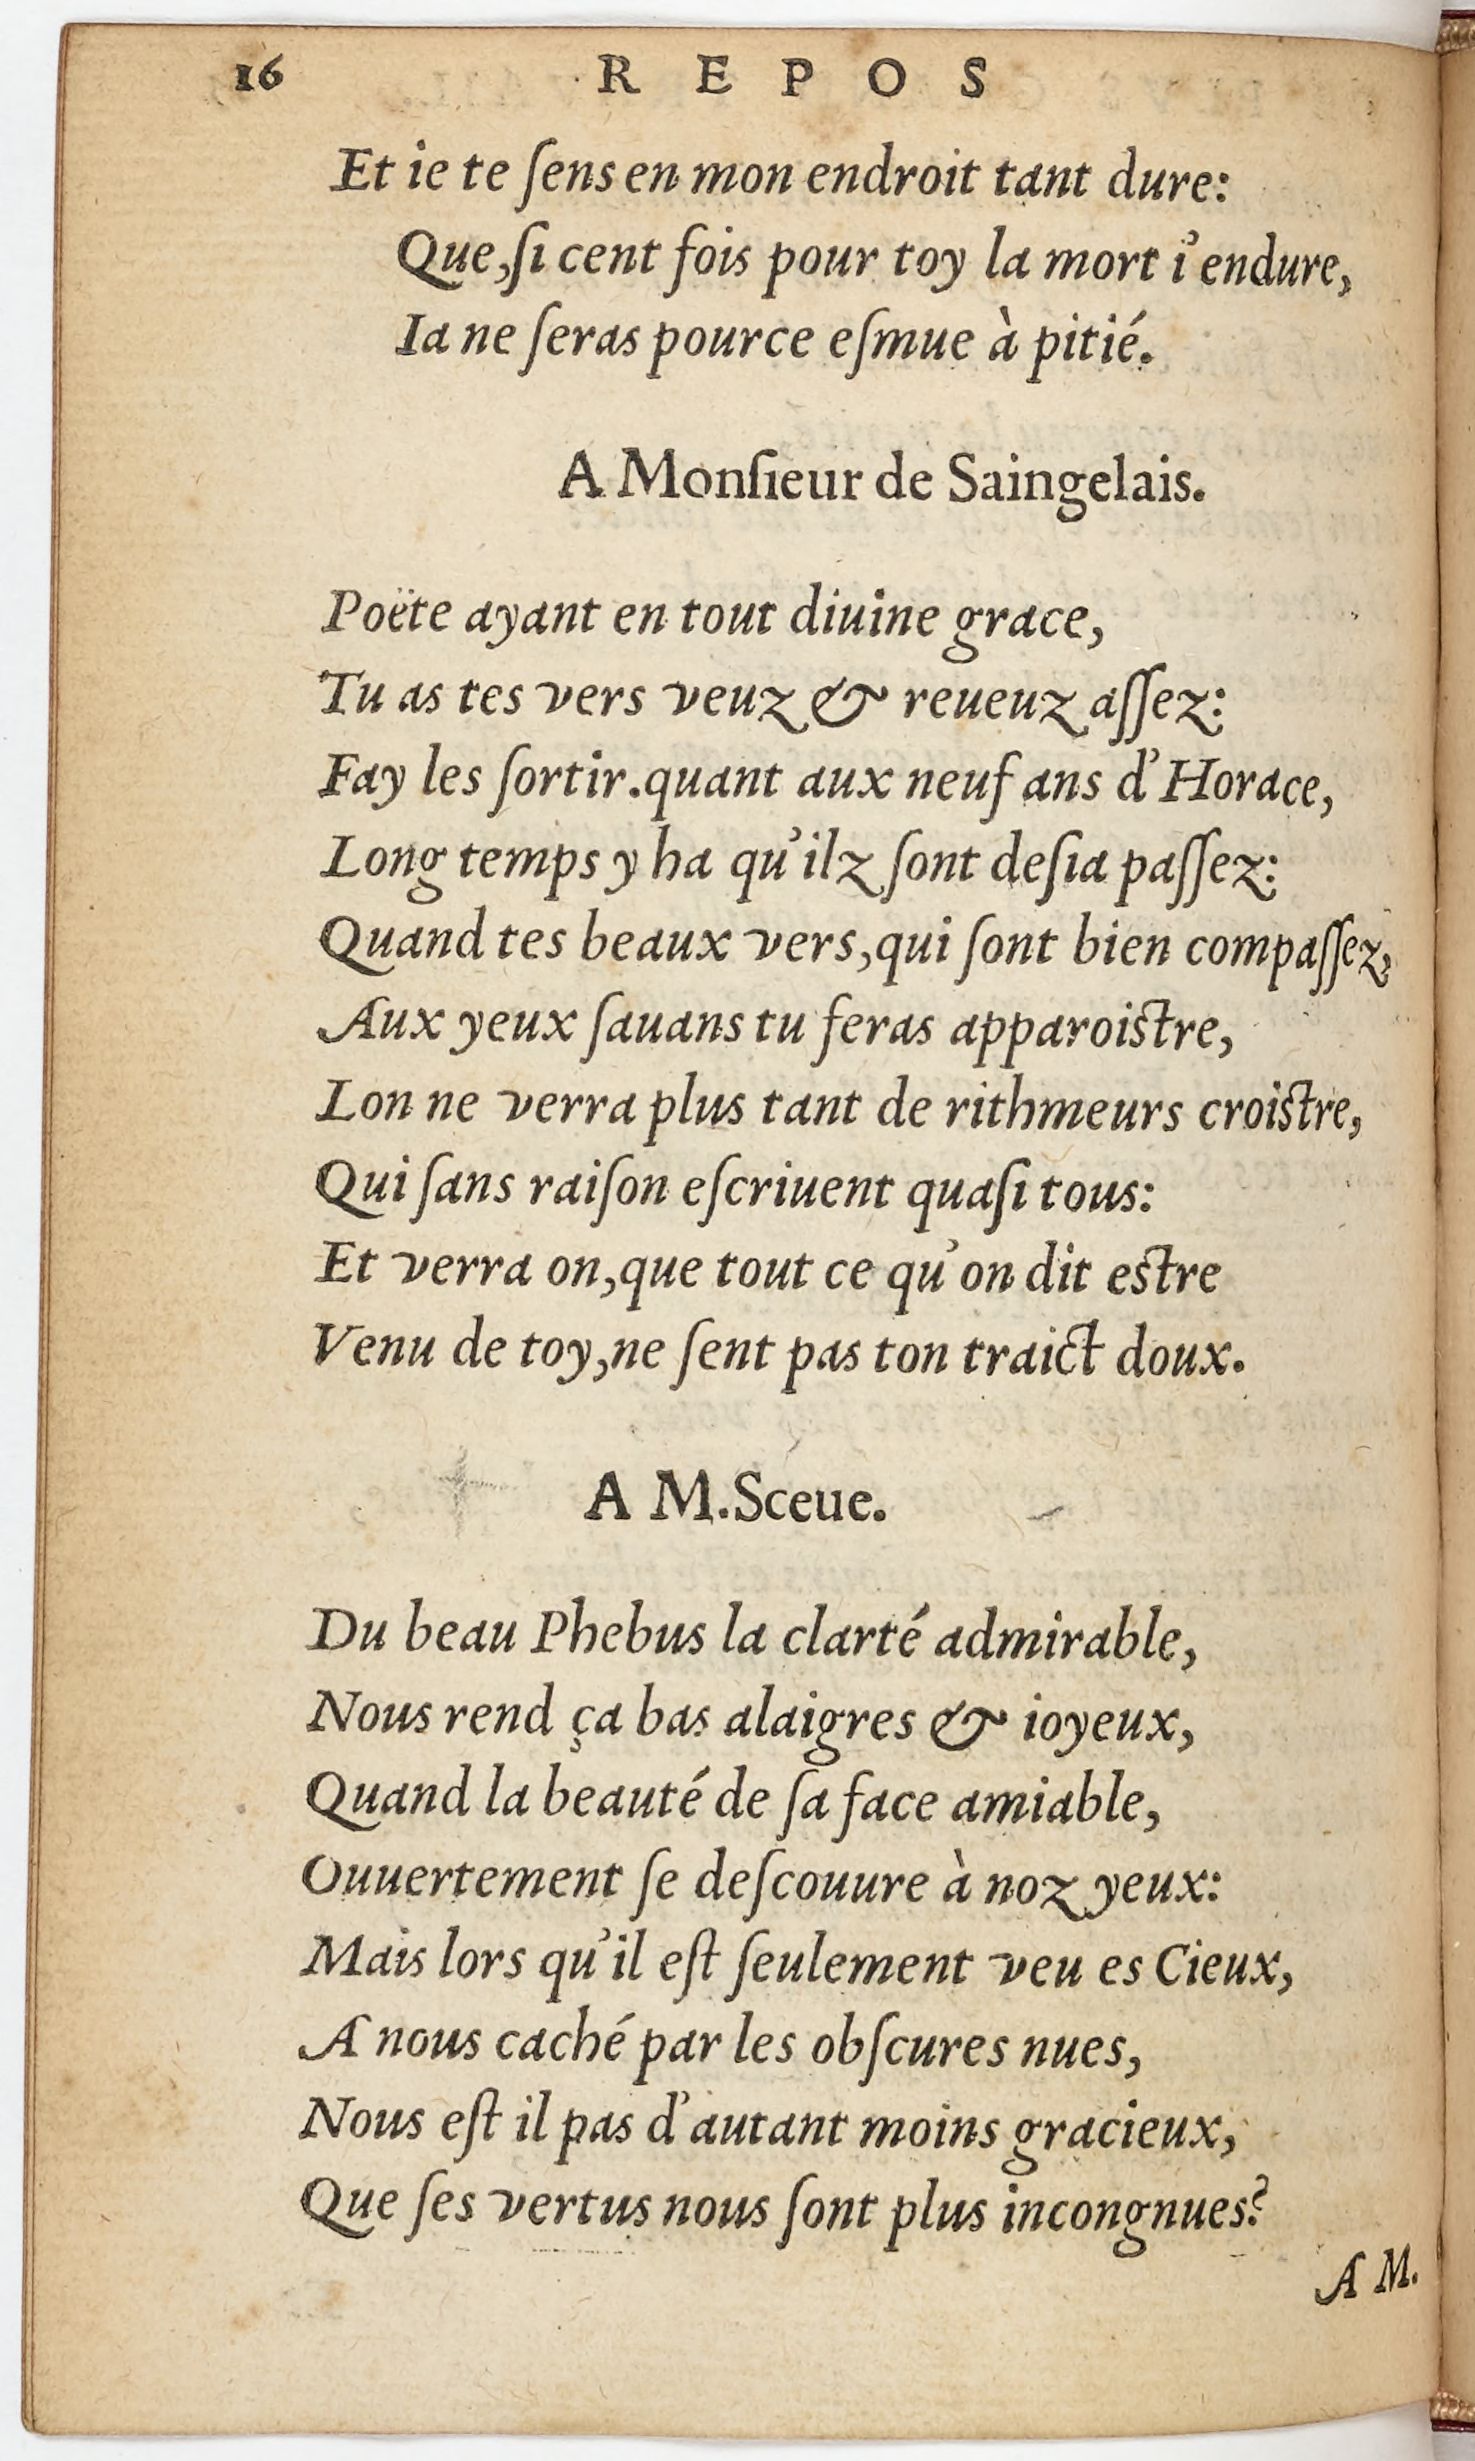 16 REPOS
Et ie te ſens en mon endroit tant dure:
Que, ſi cent fois pour toy la mort i'endure,
Ia ne ſeras pource eſmue à pitié.
A Monſieur de Saingelais.
Poëte ayant en tout diuine grace,
Tu as tes vers veuz & reueuz aſſez:
Fay les ſortir. quant aux neuf ans d'Horace,
Long temps y ha qu'ilz ſont deſia paſſez:
Quand tes beaux vers, qui ſont bien compaſſez,
Aux yeux ſauans tu feras apparoiſtre,
Lon ne verra plus tant de rithmeurs croiſtre,
Qui ſans raiſon eſcriuent quaſi tous:
Et verra on, que tout ce qu'on dit eſtre
Venu de toy, ne ſent pas ton traict doux.
A M. Sceue.
Du beau Phebus la clarté admirable,
Nous rend ça bas alaigres & ioyeux,
Quand la beauté de ſa face amiable,
Ouuertement ſe deſcouure à noz yeux:
Mais lors qu'il eſt ſeulement veu es Cieux,
A nous caché par les obſcures nues,
Nous eſt il pas d'autant moins gracieux,
Que ſes vertus nous ſont plus incongnues?
A M.